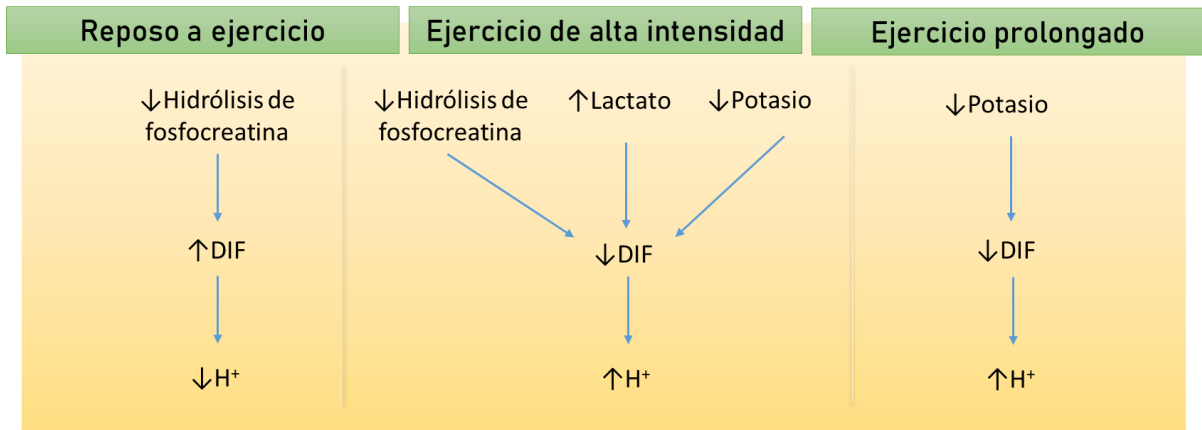 Reposo a ejercicio
Ejercicio de alta intensidad
Ejercicio prolongado
↓Hidrólisis de
fosfocreatina
↑DIF
↓H⁺
↓Hidrólisis de
fosfocreatina
↑Lactato
↓Potasio
↓DIF
↑H⁺
↓Potasio
↓DIF
↑H⁺